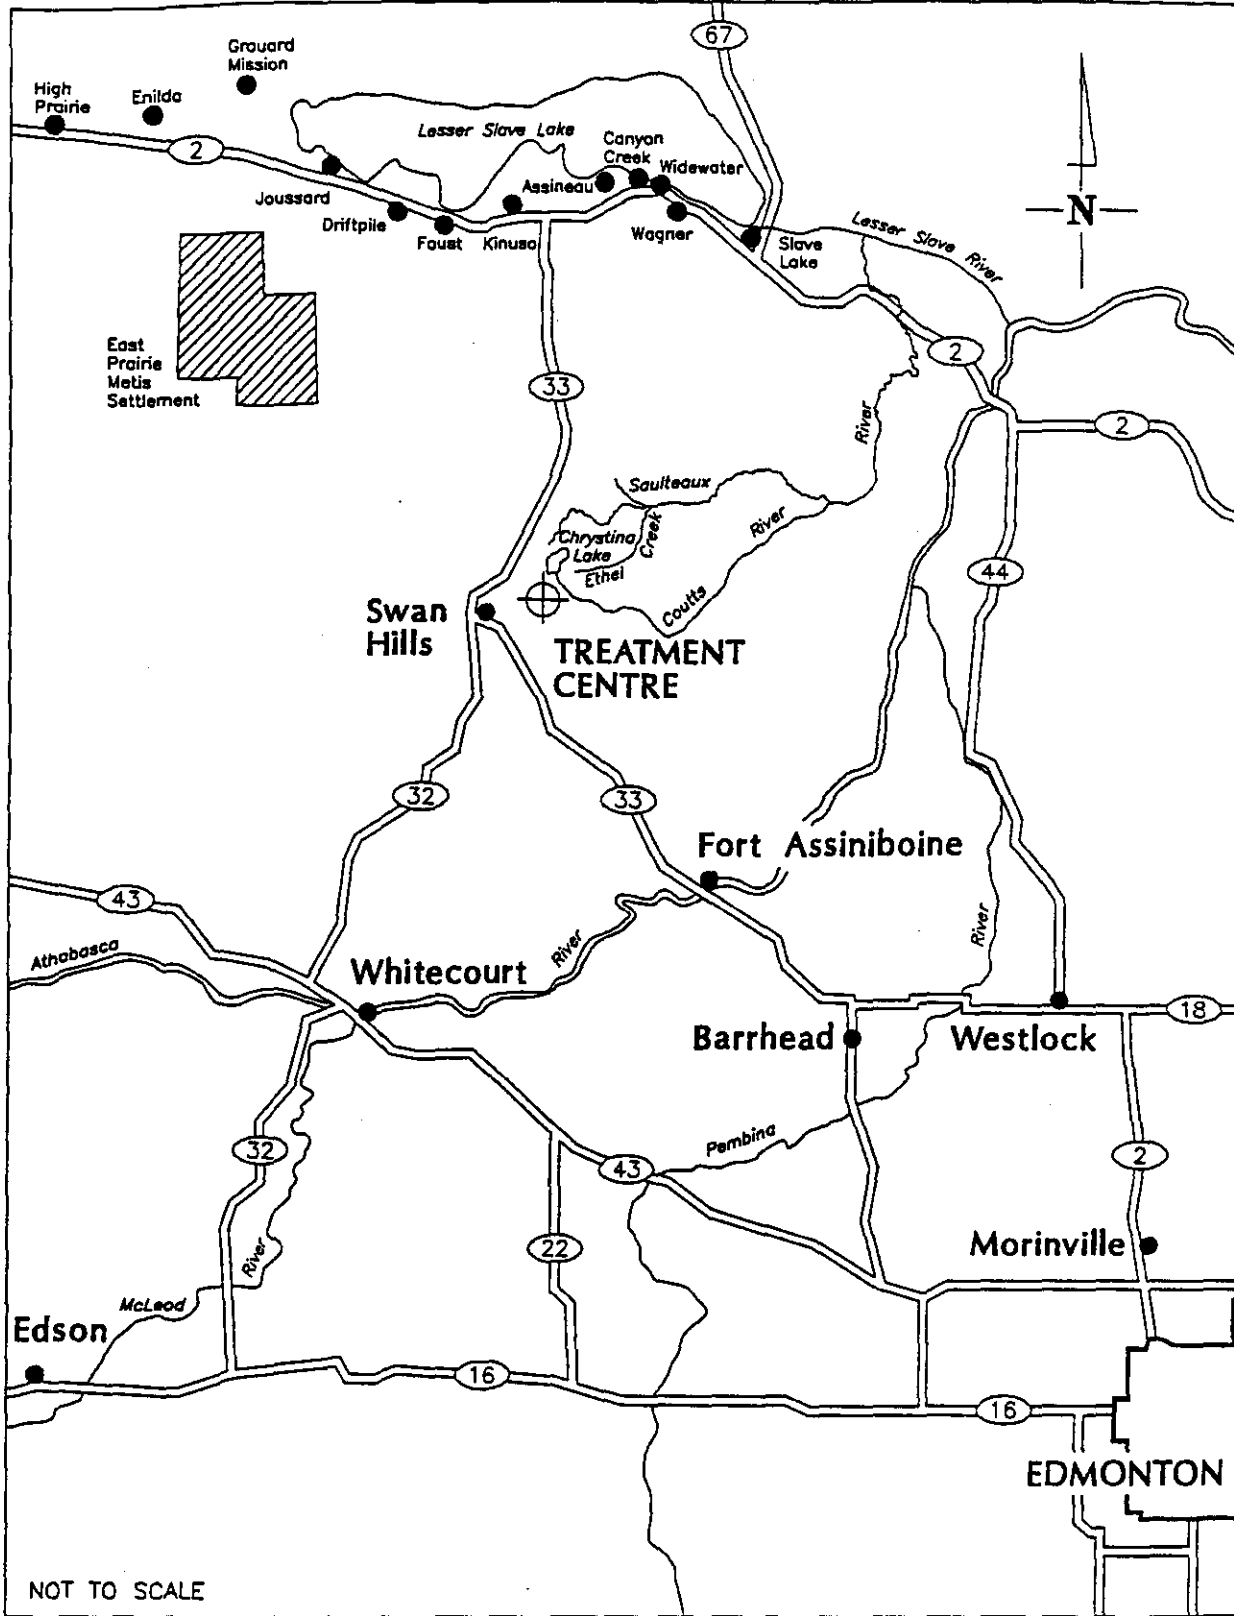 67
Grouard
Mission
High
Prairie
Enilda
2
Lesser Slave Lake
Canyon
Creek
Widewater
Assineau
Joussard
Driftpile
Foust
Kinuso
Wagner
Slave
Lake
Lesser Slave River
N
East
Prairie
Metis
Settlement
33
2
2
River
Saulteaux
River
Chrystina
Lake
Creek
Ethel
Coutts
44
Swan
Hills
TREATMENT
CENTRE
32
33
Fort Assiniboine
43
Athabasca
River
River
Whitecourt
18
Barrhead
Westlock
32
Pembina
43
2
River
22
Morinville
McLeod
Edson
16
16
EDMONTON
NOT TO SCALE